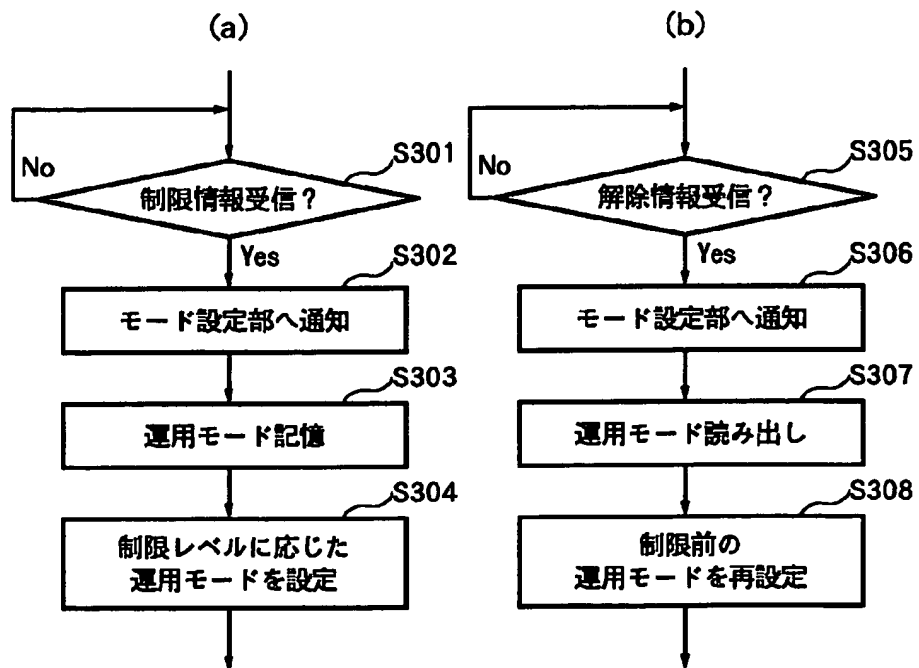 (a)
No
S301
制限情報受信？
Yes
S302
モード設定部へ通知
S303
運用モード記憶
S304
制限レベルに応じた
運用モードを設定
(b)
No
S305
解除情報受信？
Yes
S306
モード設定部へ通知
S307
運用モード読み出し
S308
制限前の
運用モードを再設定